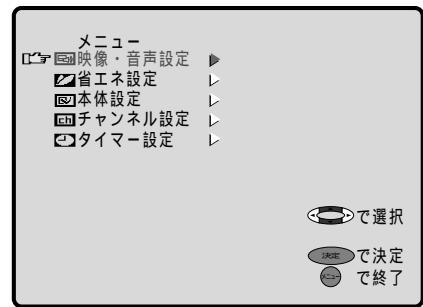 メニュー
映像・音声設定
省エネ設定
本体設定
chチャンネル設定
タイマー設定
で選択
決定で決定
メニューで終了